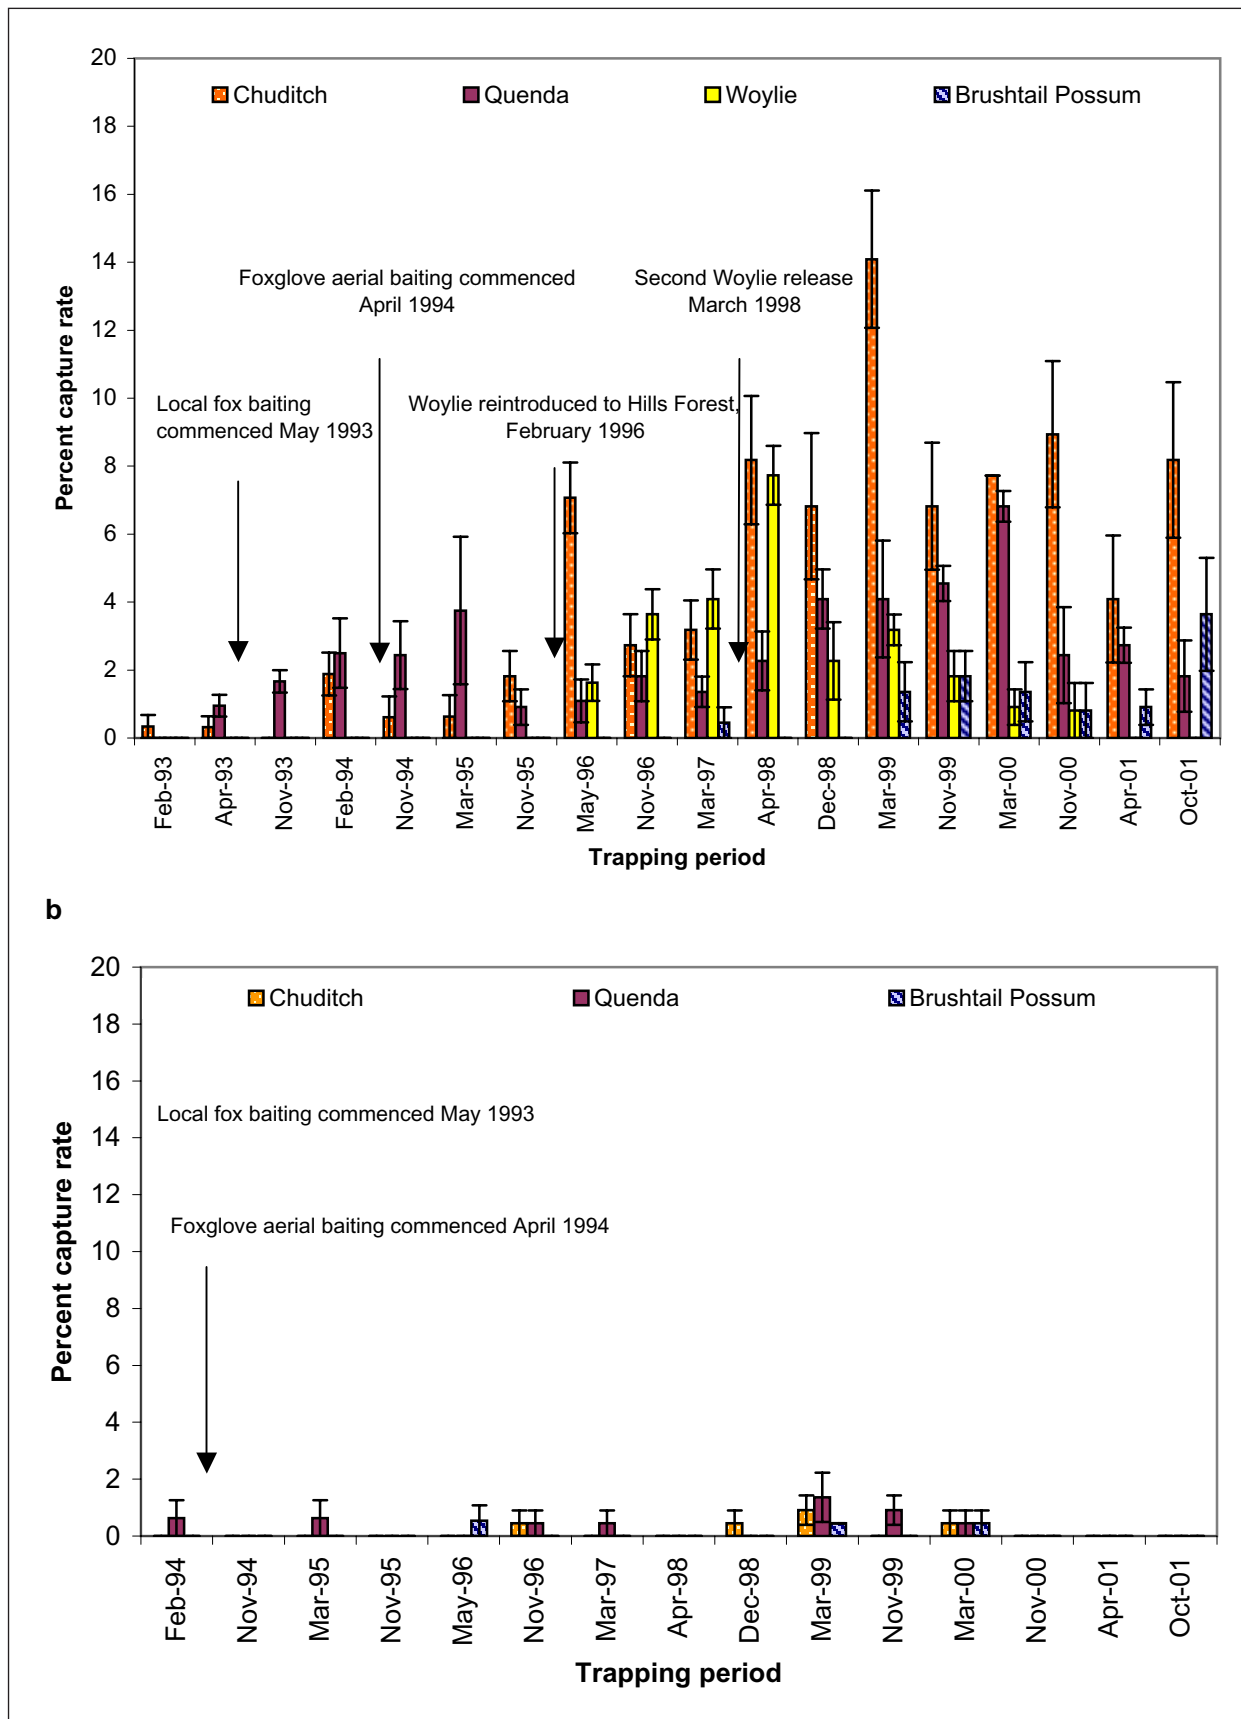 20
18
16
14
12
10
8
6
4
2
0
Percent capture rate
Chuditch
Quenda
Woylie
Brushtail Possum
Foxglove aerial baiting commenced
April 1994
Second Woylie release
March 1998
Local fox baiting
commenced May 1993
Woylie reintroduced to Hills Forest,
February 1996
Feb-93
Apr-93
Nov-93
Feb-94
Nov-94
Mar-95
Nov-95
May-96
Nov-96
Mar-97
Apr-98
Dec-98
Mar-99
Nov-99
Mar-00
Nov-00
Apr-01
Oct-01
Trapping period
b
20
18
16
14
12
10
8
6
4
2
0
Percent capture rate
Chuditch
Quenda
Brushtail Possum
Local fox baiting commenced May 1993
Foxglove aerial baiting commenced April 1994
Feb-94
Nov-94
Mar-95
Nov-95
May-96
Nov-96
Mar-97
Apr-98
Dec-98
Mar-99
Nov-99
Mar-00
Nov-00
Apr-01
Oct-01
Trapping period